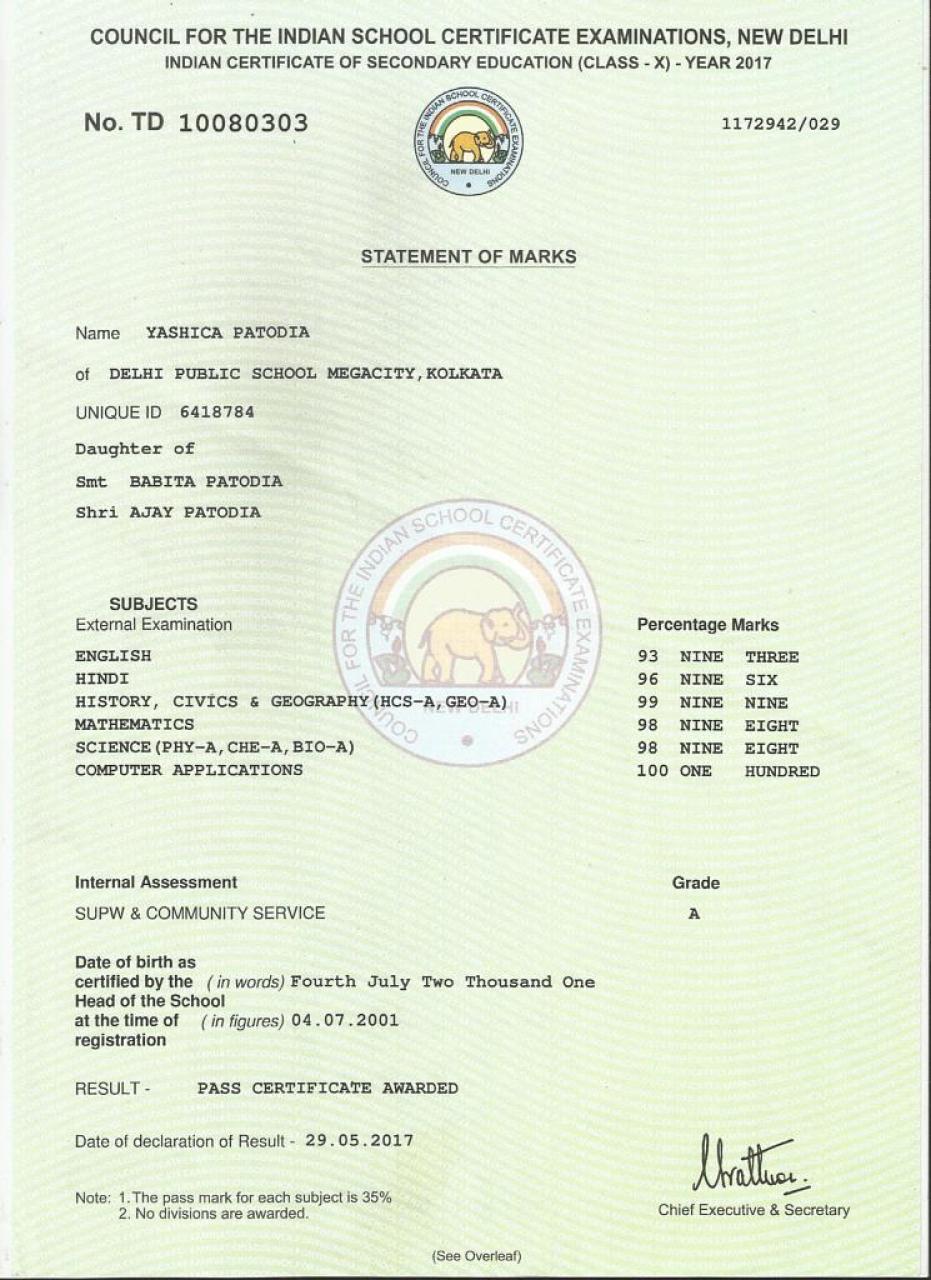 COUNCIL FOR THE INDIAN SCHOOL CERTIFICATE EXAMINATIONS, NEW DELHI
INDIAN CERTIFICATE OF SECONDARY EDUCATION (CLASS - X) - YEAR 2017
No. TD 10080303
1172942/029
COUNCIL FOR THE INDIAN SCHOOL CERTIFICATE EXAMINATIONS
NEW DELHI
STATEMENT OF MARKS
Name YASHICA PATODIA
of DELHI PUBLIC SCHOOL MEGACITY, KOLKATA
UNIQUE ID 6418784
Daughter of
Smt BABITA PATODIA
Shri AJAY PATODIA
COUNCIL FOR THE INDIAN SCHOOL CERTIFICATE EXAMINATIONS
NEW DELHI
SUBJECTS
External Examination Percentage Marks
ENGLISH 93 NINE THREE
HINDI 96 NINE SIX
HISTORY, CIVICS & GEOGRAPHY(HCS-A,GEO-A) 99 NINE NINE
MATHEMATICS 98 NINE EIGHT
SCIENCE(PHY-A,CHE-A,BIO-A) 98 NINE EIGHT
COMPUTER APPLICATIONS 100 ONE HUNDRED
Internal Assessment Grade
SUPW & COMMUNITY SERVICE A
Date of birth as
certified by the (in words) Fourth July Two Thousand One
Head of the School
at the time of (in figures) 04.07.2001
registration
RESULT - PASS CERTIFICATE AWARDED
Date of declaration of Result - 29.05.2017
Note: 1. The pass mark for each subject is 35%
2. No divisions are awarded.
Chief Executive & Secretary
(See Overleaf)